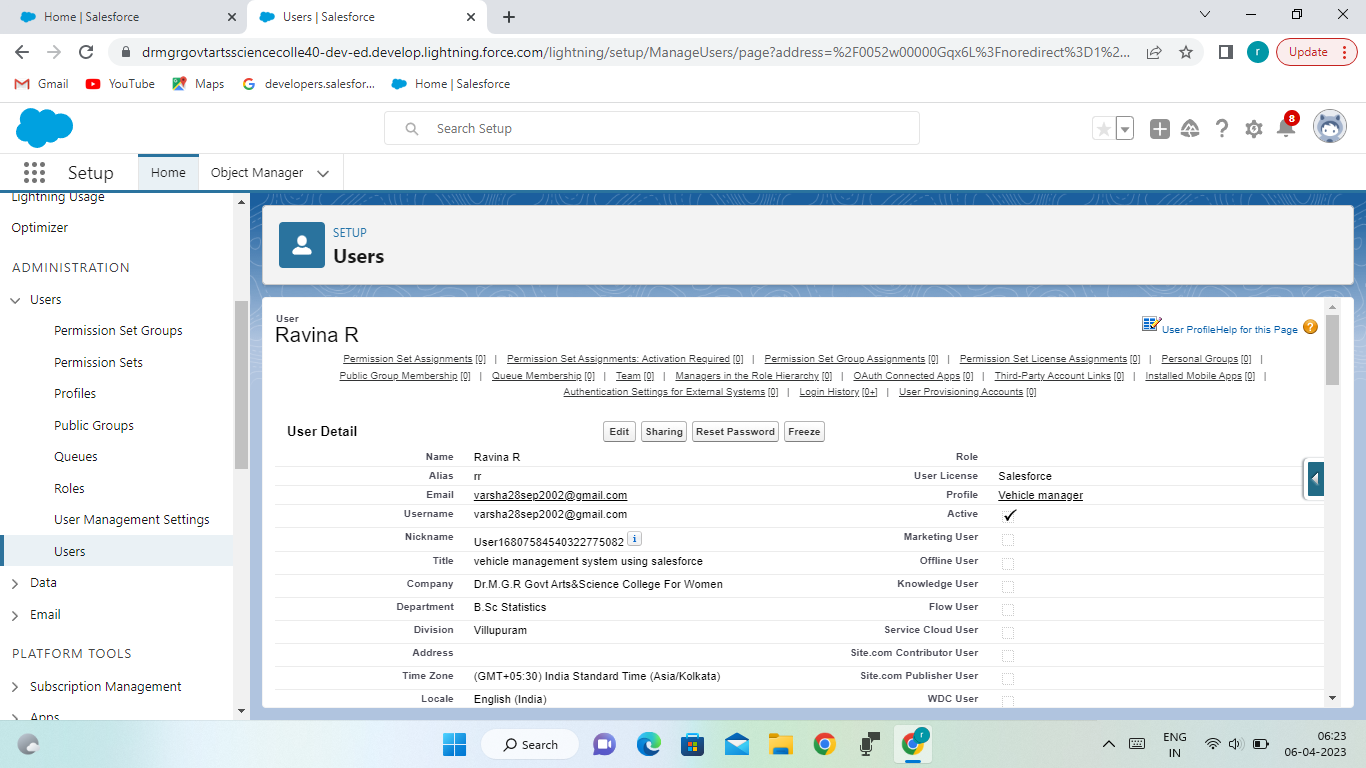 Home | Salesforce
Users | Salesforce
drmgrgovtartssciencecolle40-dev-ed.develop.lightning.force.com/lightning/setup/ManageUsers/page?address=%2F0052w00000Gqx6L%3Fnoredirect%3D1%2...
r
Update
Gmail
YouTube
Maps
developers.salesfor...
Home | Salesforce
Search Setup
8
Setup
Home
Object Manager
Lightning Usage
Optimizer
ADMINISTRATION
Users
Permission Set Groups
Permission Sets
Profiles
Public Groups
Queues
Roles
User Management Settings
Users
Data
Email
PLATFORM TOOLS
Subscription Management
Apps
SETUP
Users
User
Ravina R
User Profile Help for this Page ?
Permission Set Assignments [0] | Permission Set Assignments: Activation Required [0] | Permission Set Group Assignments [0] | Permission Set License Assignments [0] | Personal Groups [0] |
Public Group Membership [0] | Queue Membership [0] | Team [0] | Managers in the Role Hierarchy [0] | OAuth Connected Apps [0] | Third-Party Account Links [0] | Installed Mobile Apps [0] |
Authentication Settings for External Systems [0] | Login History [0+] | User Provisioning Accounts [0]
User Detail
Edit Sharing Reset Password Freeze
Name Ravina R Role
Alias rr User License Salesforce
Email varsha28sep2002@gmail.com Profile Vehicle manager
Username varsha28sep2002@gmail.com Active ✓
Nickname User16807584540322775082 i Marketing User
Title vehicle management system using salesforce Offline User
Company Dr.M.G.R Govt Arts&Science College For Women Knowledge User
Department B.Sc Statistics Flow User
Division Villupuram Service Cloud User
Address Site.com Contributor User
Time Zone (GMT+05:30) India Standard Time (Asia/Kolkata) Site.com Publisher User
Locale English (India) WDC User
Search
r
ENG
IN
06:23
06-04-2023